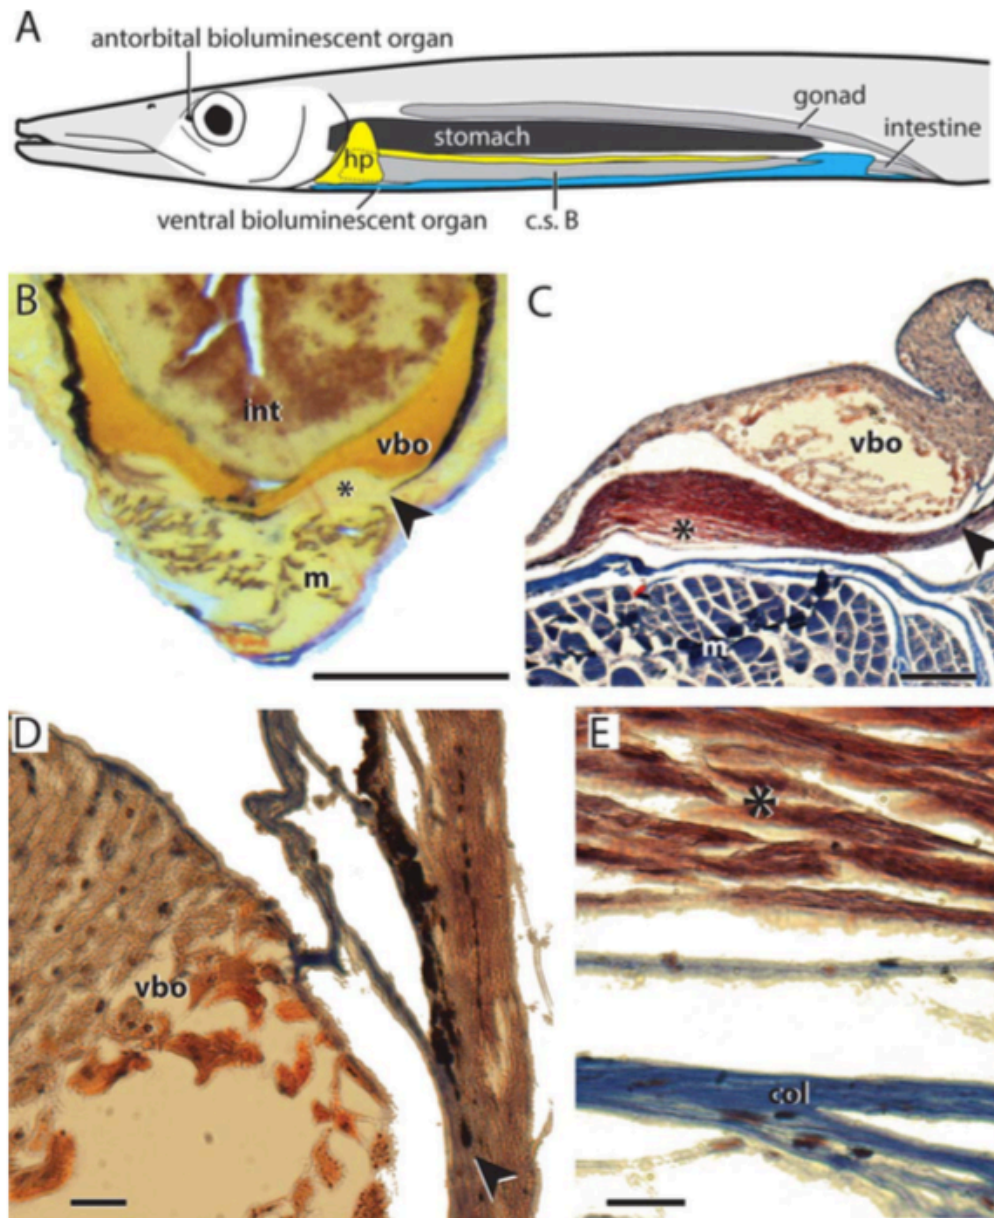 A
antorbital bioluminescent organ
gonad
stomach
intestine
hp
ventral bioluminescent organ
c.s. B
B
int
vbo
*
m
C
vbo
*
m
D
vbo
E
*
col